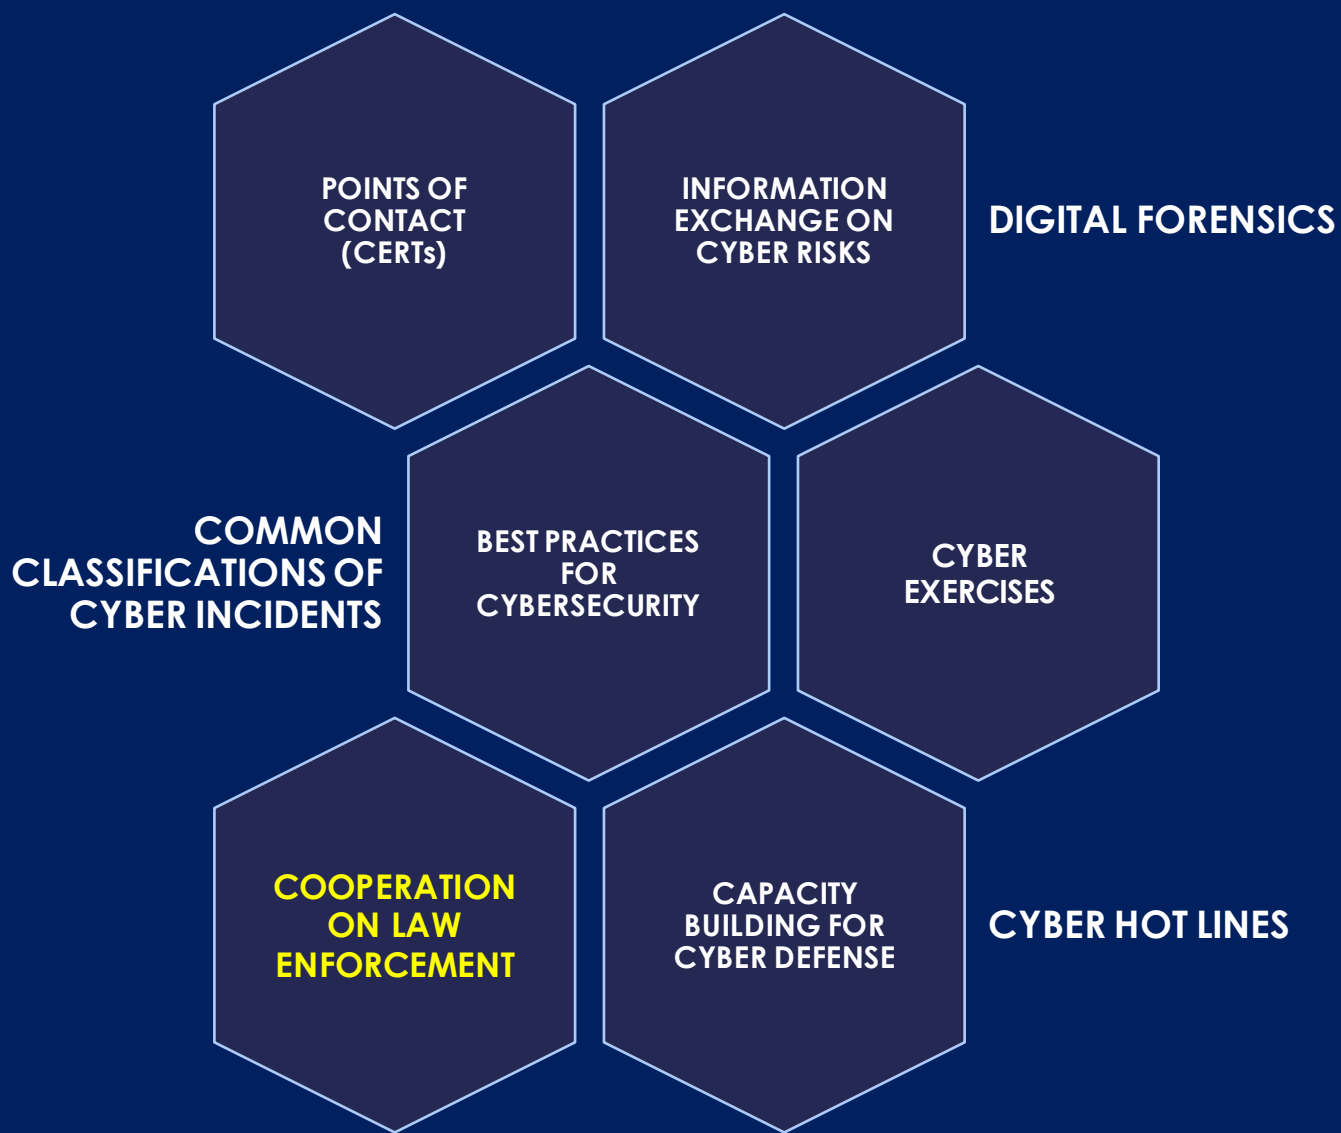 POINTS OF
CONTACT
(CERTs)
INFORMATION
EXCHANGE ON
CYBER RISKS
DIGITAL FORENSICS
COMMON
CLASSIFICATIONS OF
CYBER INCIDENTS
BEST PRACTICES
FOR
CYBERSECURITY
CYBER
EXERCISES
COOPERATION
ON LAW
ENFORCEMENT
CAPACITY
BUILDING FOR
CYBER DEFENSE
CYBER HOT LINES